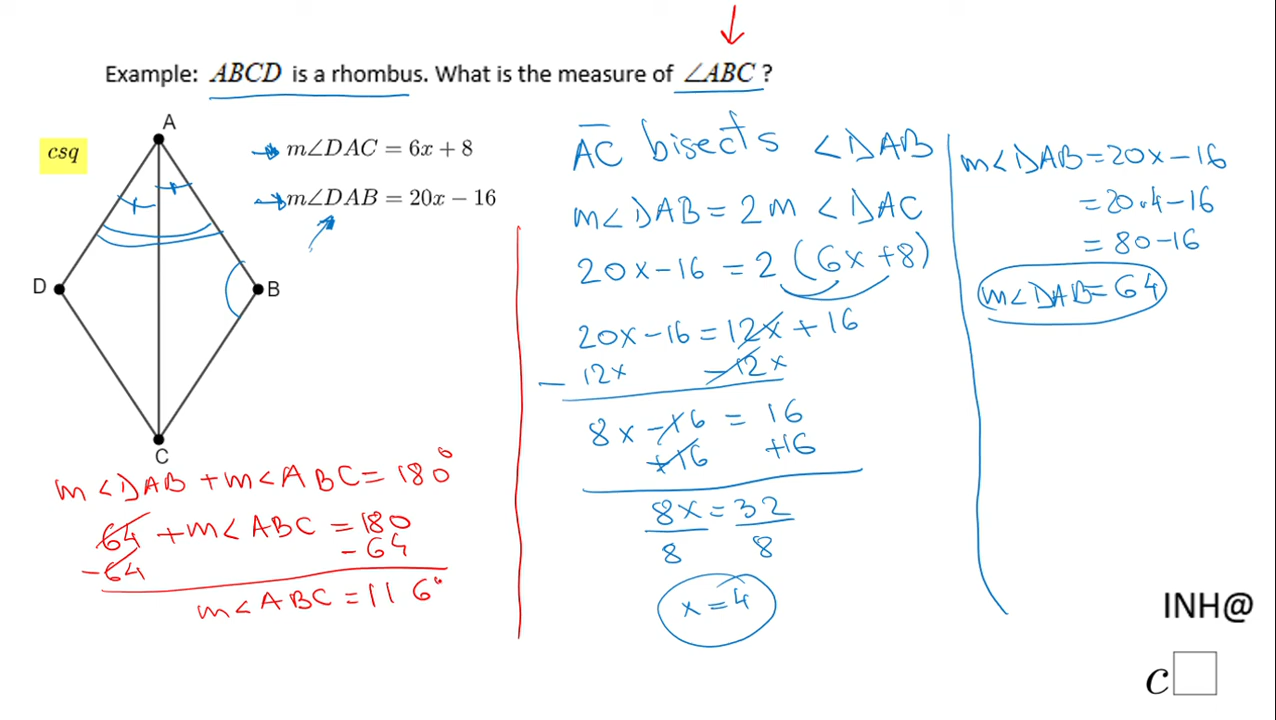 Example: ABCD is a rhombus. What is the measure of ∠ABC ?
csq
A
D
B
C
m∠DAC = 6x + 8
m∠DAB = 20x − 16
m∠DAB + m∠ABC = 180°
64 + m∠ABC = 180
−64 −64
m∠ABC = 116°
AC bisects ∠DAB
m∠DAB = 2m ∠DAC
20x−16 = 2 (6x+8)
20x−16 = 12x + 16
− 12x −12x
8x −16 = 16
+16 +16
8x = 32
8 8
x = 4
m∠DAB = 20x − 16
= 20·4−16
= 80−16
m∠DAB = 64
INH@
c